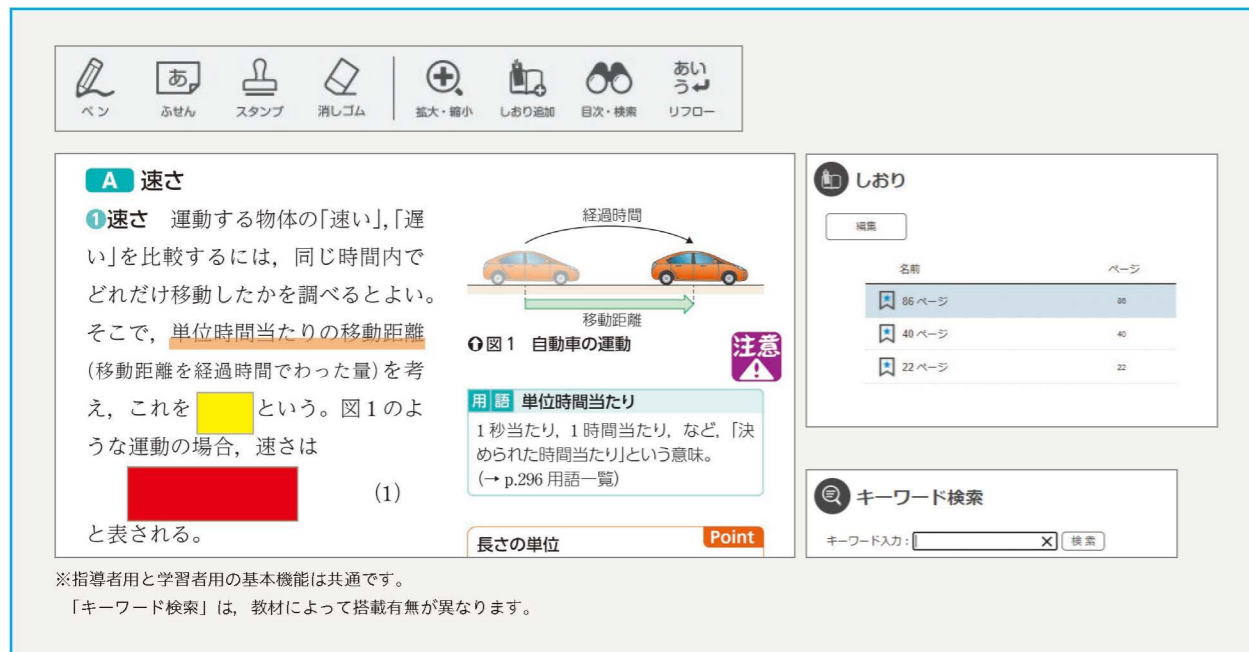 あ
あい
う↵
ペン
ふせん
スタンプ
消しゴム
拡大・縮小
しおり追加
目次・検索
リフロー
A 速さ
❶速さ 運動する物体の「速い」,「遅
い」を比較するには,同じ時間内で
どれだけ移動したかを調べるとよい。
そこで,単位時間当たりの移動距離
(移動距離を経過時間でわった量)を考
え,これを
という。図1のよ
うな運動の場合,速さは
(1)
と表される。
経過時間
移動距離
図1 自動車の運動
注意
用語 単位時間当たり
1秒当たり,1時間当たり,など,「決
められた時間当たり」という意味。
(→ p.296 用語一覧)
長さの単位
Point
しおり
編集
名前 ページ
86 ページ 86
40 ページ 40
22 ページ 22
キーワード検索
キーワード入力: 検索
※指導者用と学習者用の基本機能は共通です。
「キーワード検索」は,教材によって搭載有無が異なります。